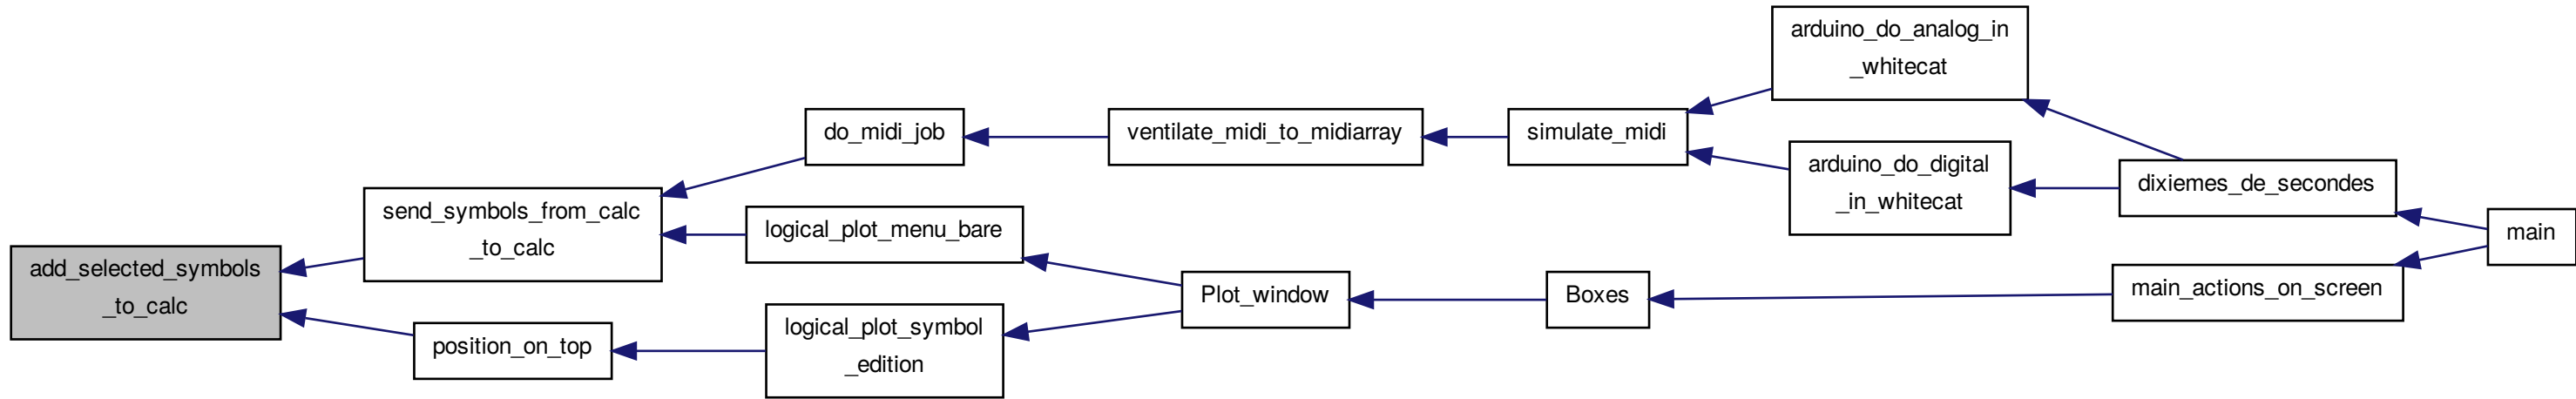 add_selected_symbols
_to_calc
send_symbols_from_calc
_to_calc
position_on_top
do_midi_job
logical_plot_menu_bare
logical_plot_symbol
_edition
ventilate_midi_to_midiarray
Plot_window
simulate_midi
Boxes
arduino_do_analog_in
_whitecat
arduino_do_digital
_in_whitecat
dixiemes_de_secondes
main_actions_on_screen
main